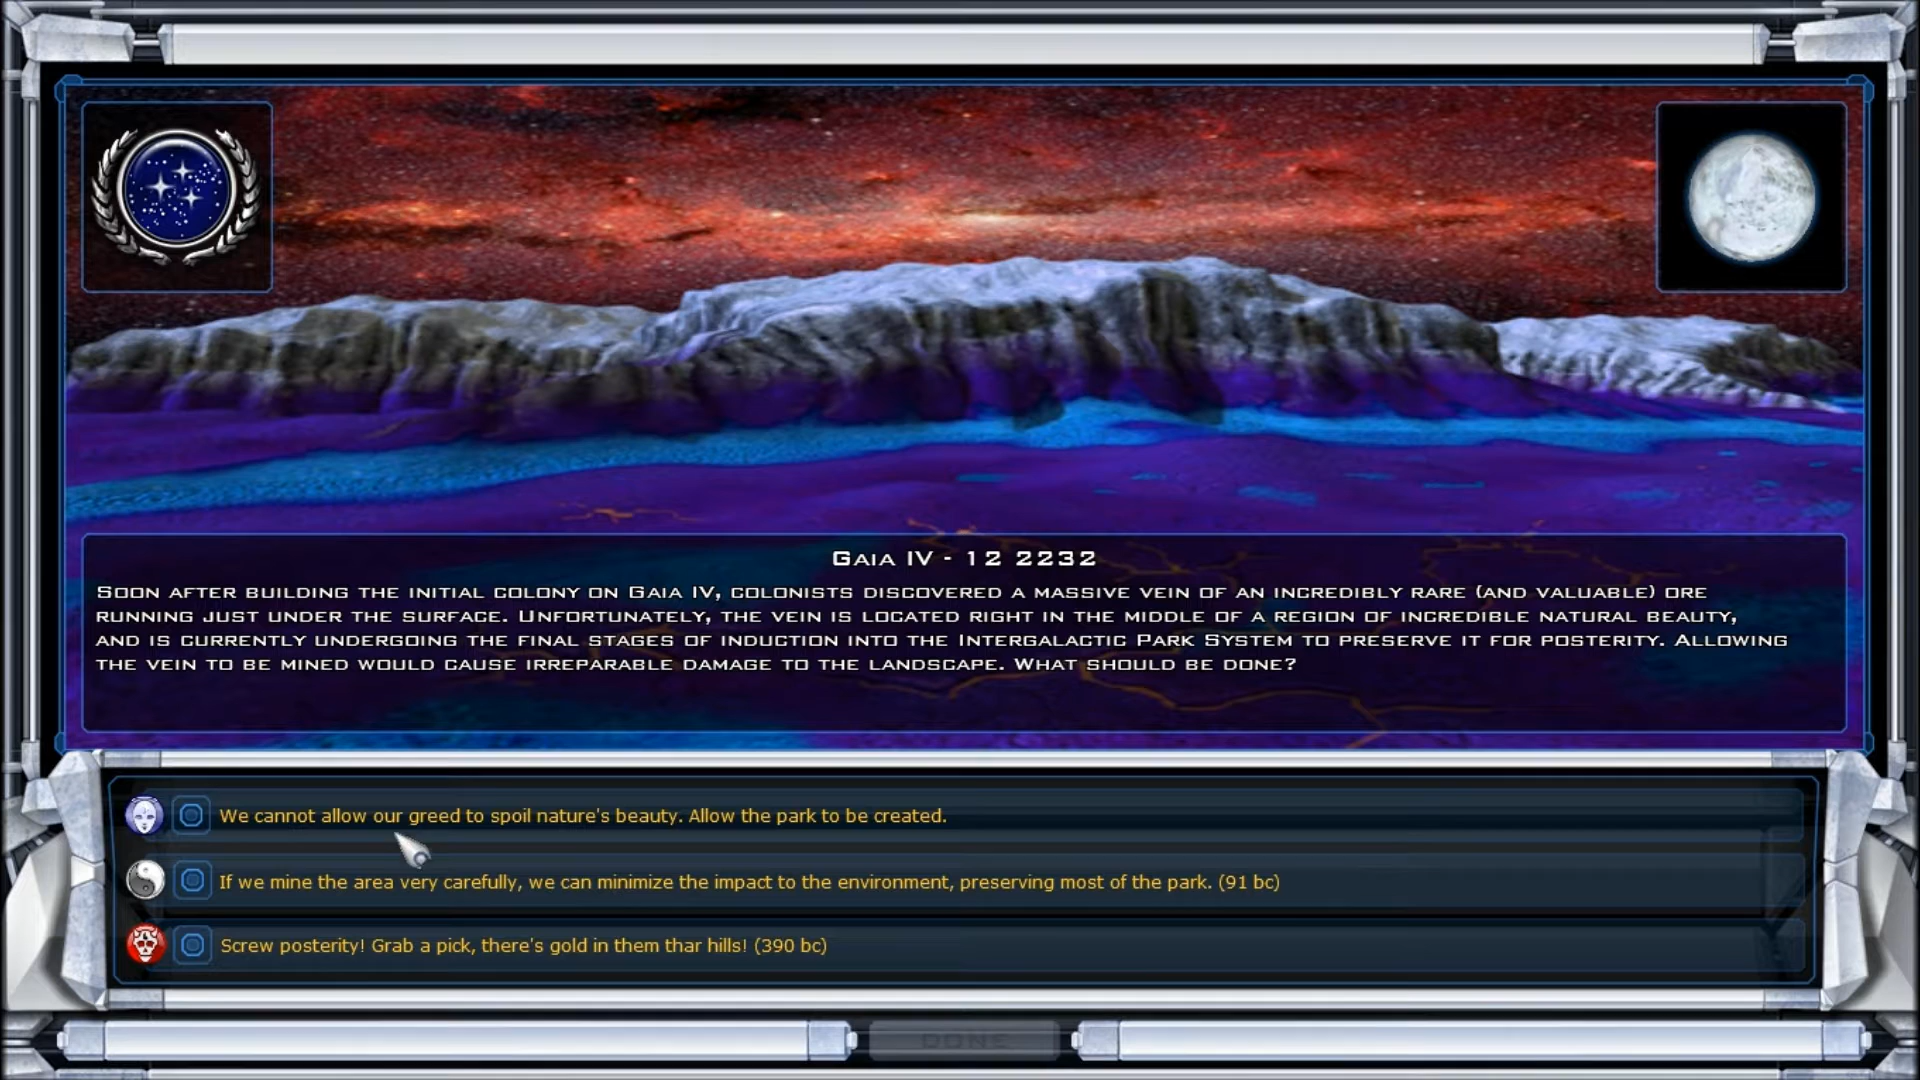 Gaia IV - 12 2232
Soon after building the initial colony on Gaia IV, colonists discovered a massive vein of an incredibly rare (and valuable) ore
running just under the surface. Unfortunately, the vein is located right in the middle of a region of incredible natural beauty,
and is currently undergoing the final stages of induction into the Intergalactic Park System to preserve it for posterity. Allowing
the vein to be mined would cause irreparable damage to the landscape. What should be done?
We cannot allow our greed to spoil nature's beauty. Allow the park to be created.
If we mine the area very carefully, we can minimize the impact to the environment, preserving most of the park. (91 bc)
Screw posterity! Grab a pick, there's gold in them thar hills! (390 bc)
DONE